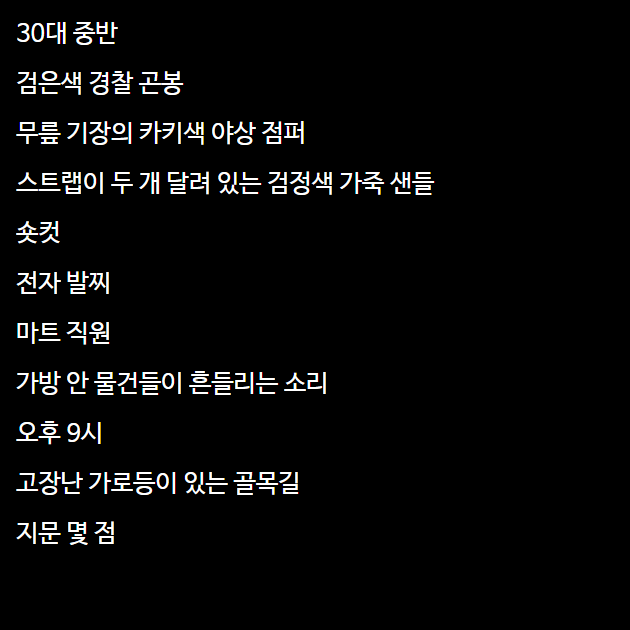 30대 중반
검은색 경찰 곤봉
무릎 기장의 카키색 야상 점퍼
스트랩이 두 개 달려 있는 검정색 가죽 샌들
숏컷
전자 발찌
마트 직원
가방 안 물건들이 흔들리는 소리
오후 9시
고장난 가로등이 있는 골목길
지문 몇 점